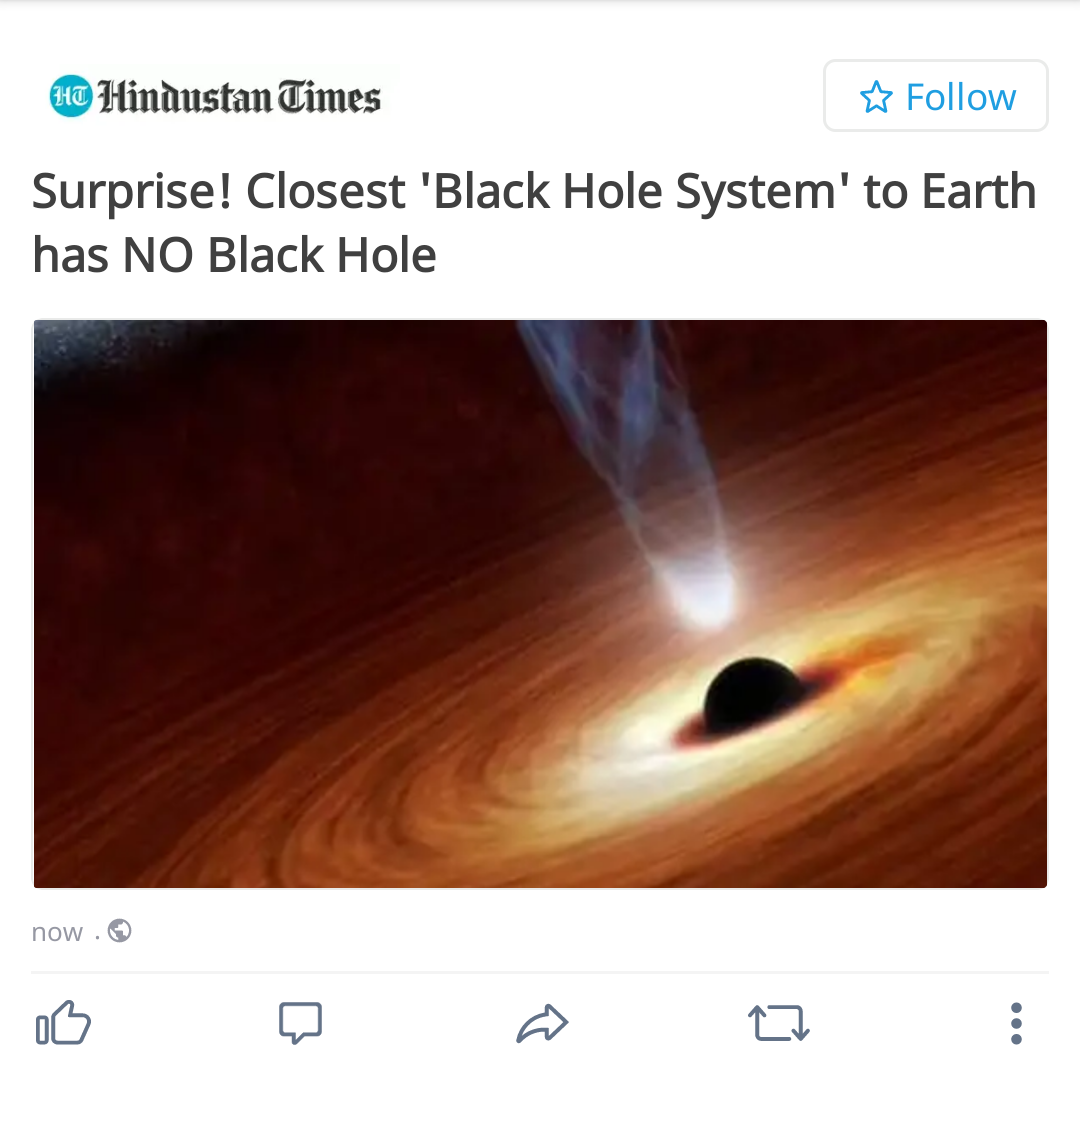 HT Hindustan Times
Follow
Surprise! Closest 'Black Hole System' to Earth
has NO Black Hole
now .